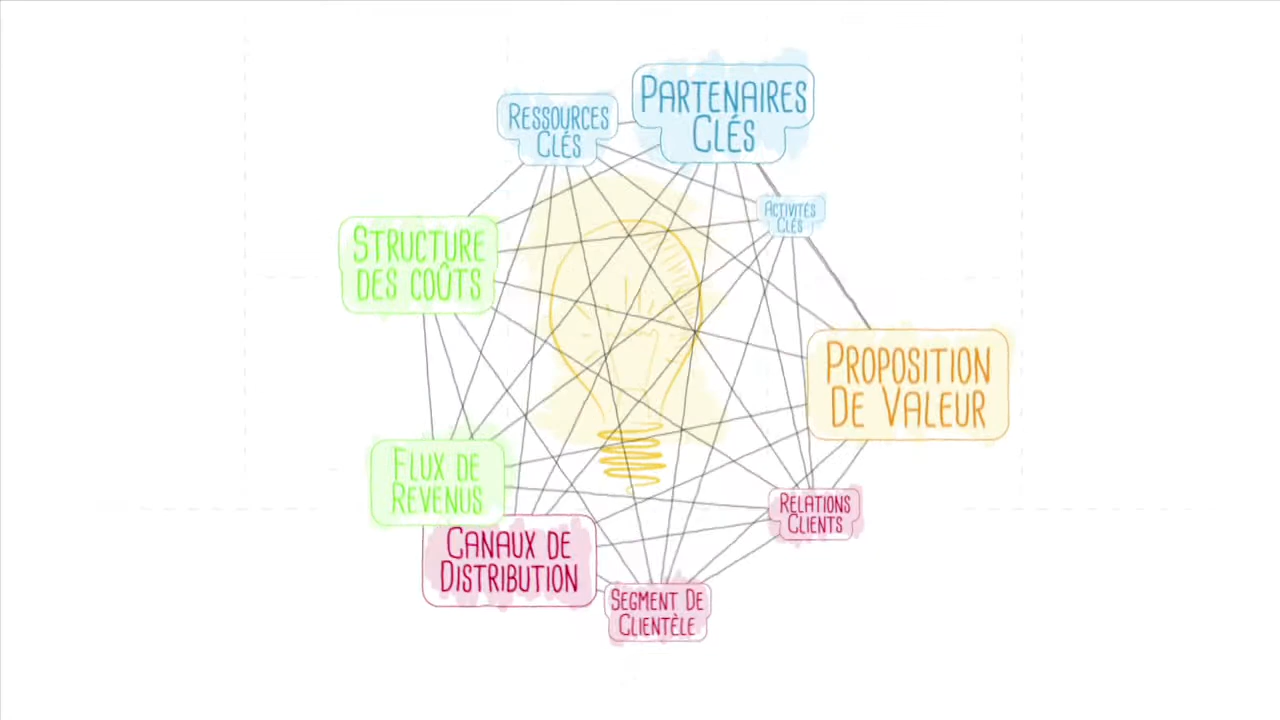 PARTENAIRES
CLÉS
RESSOURCES
CLÉS
ACTIVITÉS
CLÉS
STRUCTURE
DES COÛTS
PROPOSITION
DE VALEUR
FLUX DE
REVENUS
RELATIONS
CLIENTS
CANAUX DE
DISTRIBUTION
SEGMENT DE
CLIENTÈLE